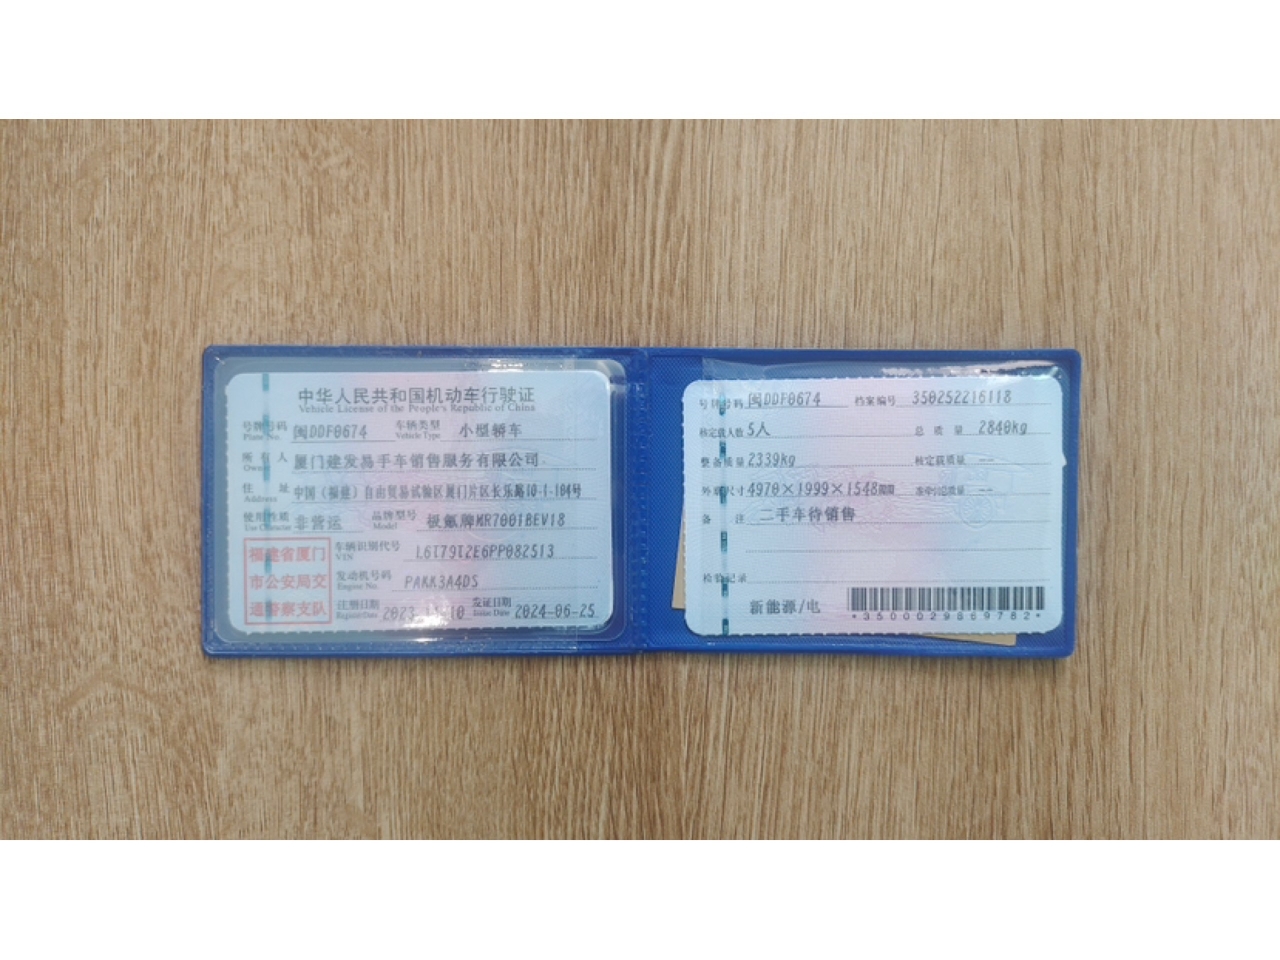 中华人民共和国机动车行驶证
Vehicle License of the People's Republic of China
号牌号码 闽DDF0674 车辆类型 小型轿车
Plate No. Vehicle Type
所有人 厦门建发易手车销售服务有限公司
Owner
住址 中国（福建）自由贸易试验区厦门片区长乐路10-1-104号
Address
使用性质 非营运 品牌型号 极氪牌MR7001BEV18
Use Character Model
福建省厦门市公安局交通警察支队
车辆识别代号 L6T79T2E6PP082513
VIN
发动机号码 PAKK3A4DS
Engine No.
注册日期 发证日期 2024-06-25
Register Date Issue Date
号牌号码 闽DDF0674 档案编号 350252216118
核定载人数 5人 总质量 2840kg
整备质量 2339kg 核定载质量 --
外廓尺寸 4970×1999×1548mm 准牵引总质量 --
备注 二手车待销售
检验记录
新能源/电
*3500029869782*